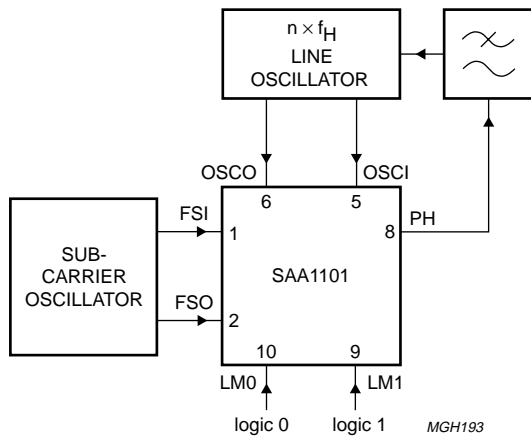 n × fH
LINE
OSCILLATOR
OSCO
OSCI
6
5
FSI
PH
1
8
SUB-
CARRIER
OSCILLATOR
SAA1101
FSO
2
10
9
LM0
LM1
logic 0
logic 1
MGH193